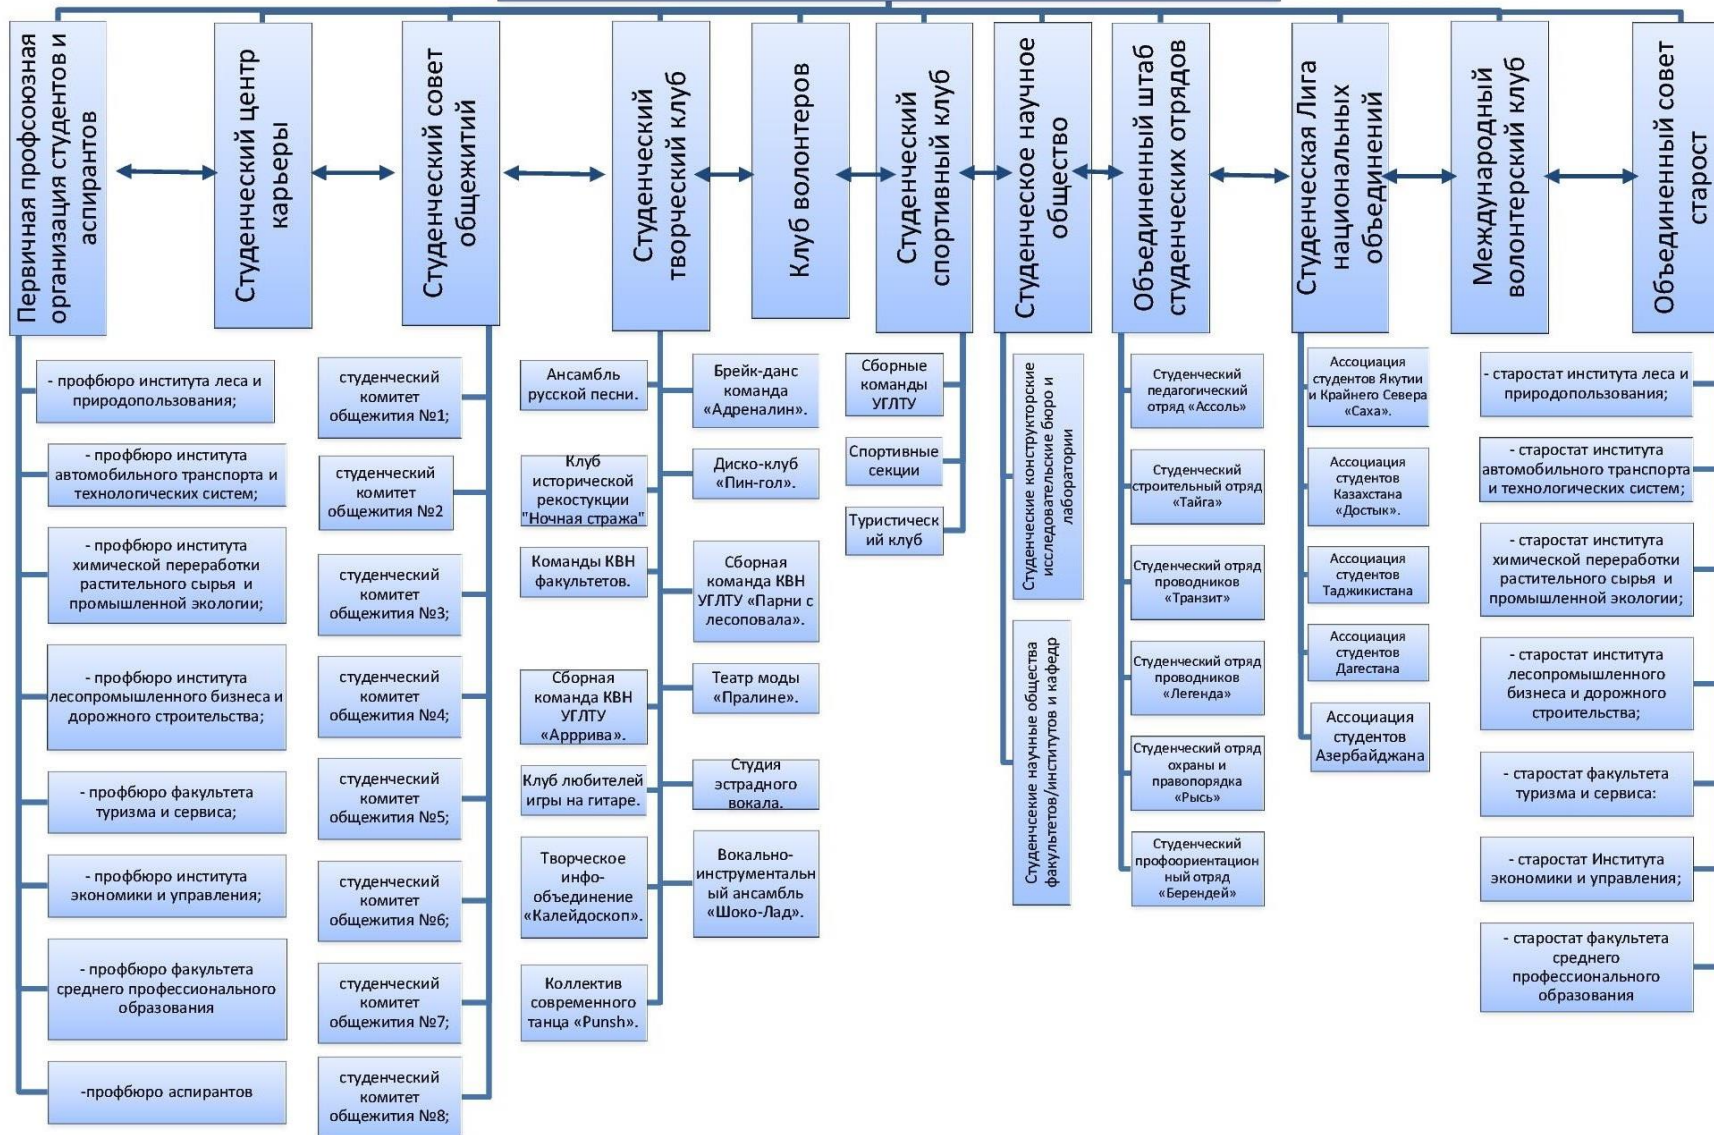 Первичная профсоюзная
организация студентов и
аспирантов
Студенческий центр
карьеры
Студенческий совет
общежитий
Студенческий
творческий клуб
Клуб волонтеров
Студенческий
спортивный клуб
Студенческое научное
общество
Объединенный штаб
студенческих отрядов
Студенческая Лига
национальных
объединений
Международный
волонтерский клуб
Объединенный совет
старост
- профбюро института леса и
природопользования;
- профбюро института
автомобильного транспорта и
технологических систем;
- профбюро института
химической переработки
растительного сырья и
промышленной экологии;
- профбюро института
лесопромышленного бизнеса и
дорожного строительства;
- профбюро факультета
туризма и сервиса;
- профбюро института
экономики и управления;
- профбюро факультета
среднего профессионального
образования
-профбюро аспирантов
студенческий
комитет
общежития №1;
студенческий
комитет
общежития №2
студенческий
комитет
общежития №3;
студенческий
комитет
общежития №4;
студенческий
комитет
общежития №5;
студенческий
комитет
общежития №6;
студенческий
комитет
общежития №7;
студенческий
комитет
общежития №8;
Ансамбль
русской песни.
Клуб
исторической
рекострукции
"Ночная стража"
Команды КВН
факультетов.
Сборная
команда КВН
УГЛТУ
«Арррива».
Клуб любителей
игры на гитаре.
Творческое
инфо-
объединение
«Калейдоскоп».
Коллектив
современного
танца «Punsh».
Брейк-данс
команда
«Адреналин».
Диско-клуб
«Пин-гол».
Сборная
команда КВН
УГЛТУ «Парни с
лесоповала».
Театр моды
«Пралине».
Студия
эстрадного
вокала.
Вокально-
инструменталь
ный ансамбль
«Шоко-Лад».
Сборные
команды
УГЛТУ
Спортивные
секции
Туристическ
ий клуб
Студенческие конструкторские
исследовательские бюро и
лаборатории
Студенчсекие научные общества
факультетов/институтов и кафедр
Студенческий
педагогический
отряд «Ассоль»
Студенческий
строительный отряд
«Тайга»
Студенческий отряд
проводников
«Транзит»
Студенческий отряд
проводников
«Легенда»
Студенческий отряд
охраны и
правопорядка
«Рысь»
Студенческий
профоориентацион
ный отряд
«Берендей»
Ассоциация
студентов Якутии
и Крайнего Севера
«Саха».
Ассоциация
студентов
Казахстана
«Достык».
Ассоциация
студентов
Таджикистана
Ассоциация
студентов
Дагестана
Ассоциация
студентов
Азербайджана
- старостат института леса и
природопользования;
- старостат института
автомобильного транспорта
и технологических систем;
- старостат института
химической переработки
растительного сырья и
промышленной экологии;
- старостат института
лесопромышленного
бизнеса и дорожного
строительства;
- старостат факультета
туризма и сервиса:
- старостат Института
экономики и управления;
- старостат факультета
среднего
профессионального
образования